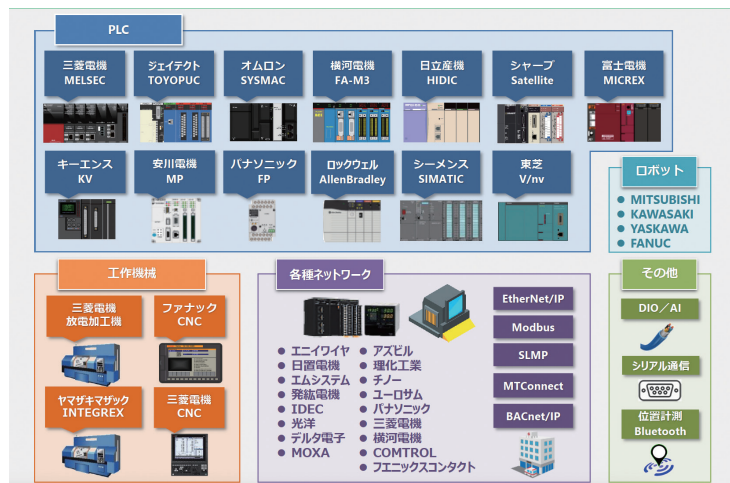 PLC
三菱電機
MELSEC
ジェイテクト
TOYOPUC
オムロン
SYSMAC
横河電機
FA-M3
日立産機
HIDIC
シャープ
Satellite
富士電機
MICREX
キーエンス
KV
安川電機
MP
パナソニック
FP
ロックウェル
AllenBradley
シーメンス
SIMATIC
東芝
V/nv
ロボット
● MITSUBISHI
● KAWASAKI
● YASKAWA
● FANUC
工作機械
三菱電機
放電加工機
ファナック
CNC
ヤマザキマザック
INTEGREX
三菱電機
CNC
各種ネットワーク
● エニイワイヤ
● 日置電機
● エムシステム
● 発紘電機
● IDEC
● 光洋
● デルタ電子
● MOXA
● アズビル
● 理化工業
● チノー
● ユーロサム
● パナソニック
● 三菱電機
● 横河電機
● COMTROL
● フエニックスコンタクト
EtherNet/IP
Modbus
SLMP
MTConnect
BACnet/IP
その他
DIO／AI
シリアル通信
位置計測
Bluetooth